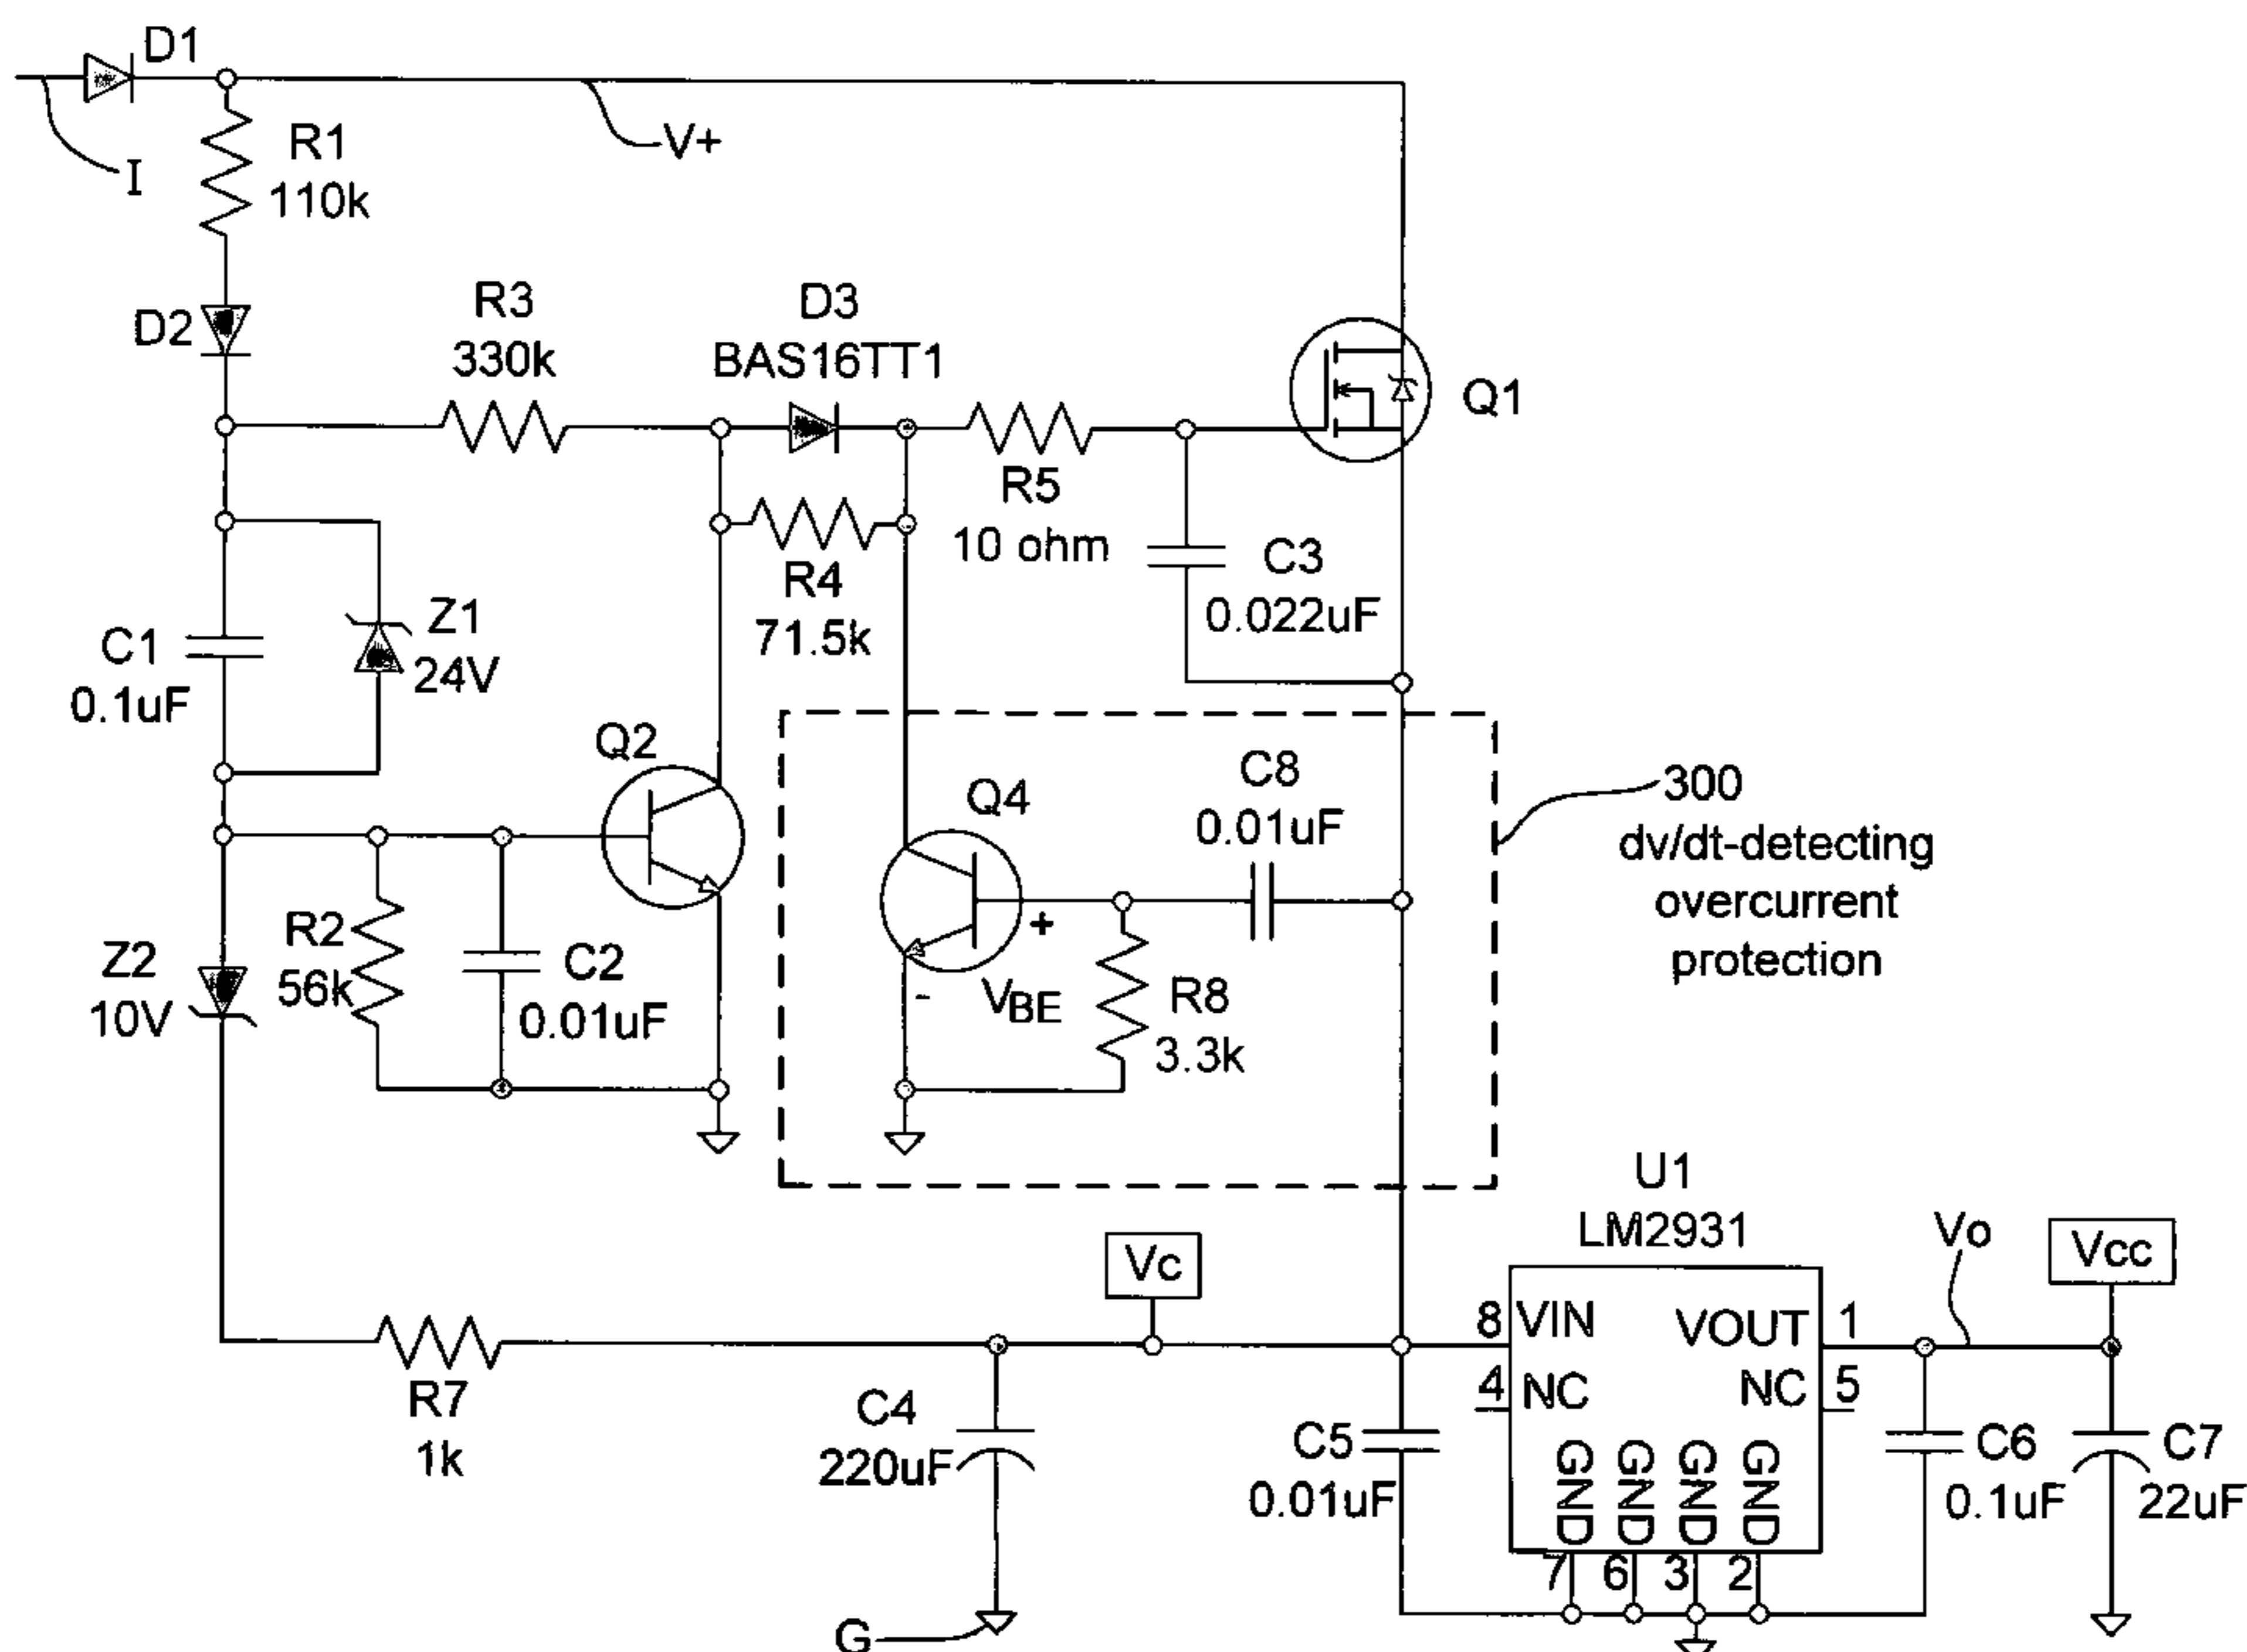 D1
I
R1
110k
V+
D2
R3
330k
D3
BAS16TT1
Q1
R5
10 ohm
R4
71.5k
C3
0.022uF
C1
0.1uF
Z1
24V
Q2
Q4
C8
0.01uF
300
dv/dt-detecting
overcurrent
protection
R2
56k
C2
0.01uF
Z2
10V
+
-
VBE
R8
3.3k
U1
LM2931
Vc
Vo
Vcc
8
VIN
VOUT
1
4
NC
NC
5
R7
1k
C4
220uF
C5
0.01uF
GND
GND
GND
GND
7
6
3
2
C6
0.1uF
C7
22uF
G